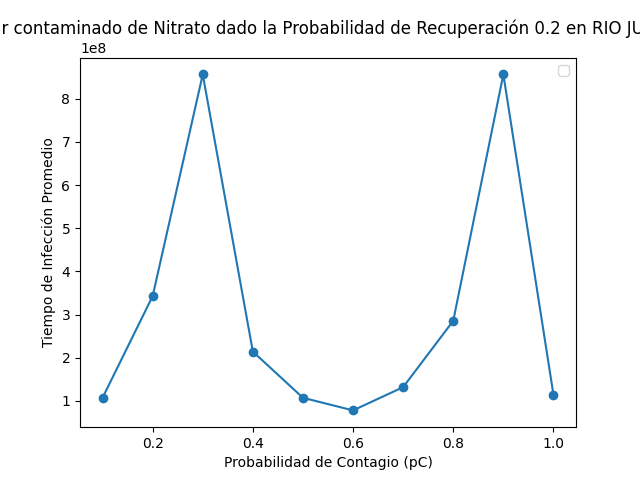 r contaminado de Nitrato dado la Probabilidad de Recuperación 0.2 en RIO JU
1e8
8
7
6
5
4
3
2
1
Tiempo de Infección Promedio
0.2 0.4 0.6 0.8 1.0
Probabilidad de Contagio (pC)